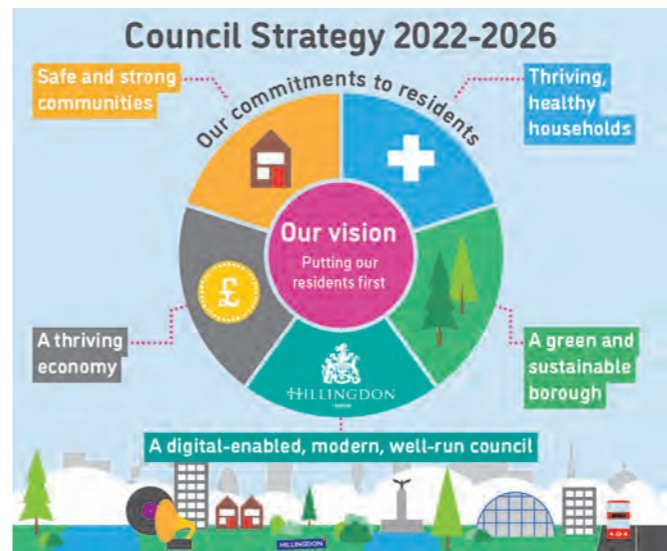 Council Strategy 2022-2026
Safe and strong
communities
Our commitments to residents
Thriving,
healthy
households
Our vision
Putting our
residents first
£
A thriving
economy
HILLINGDON
A green and
sustainable
borough
A digital-enabled, modern, well-run council
HILLINGDON